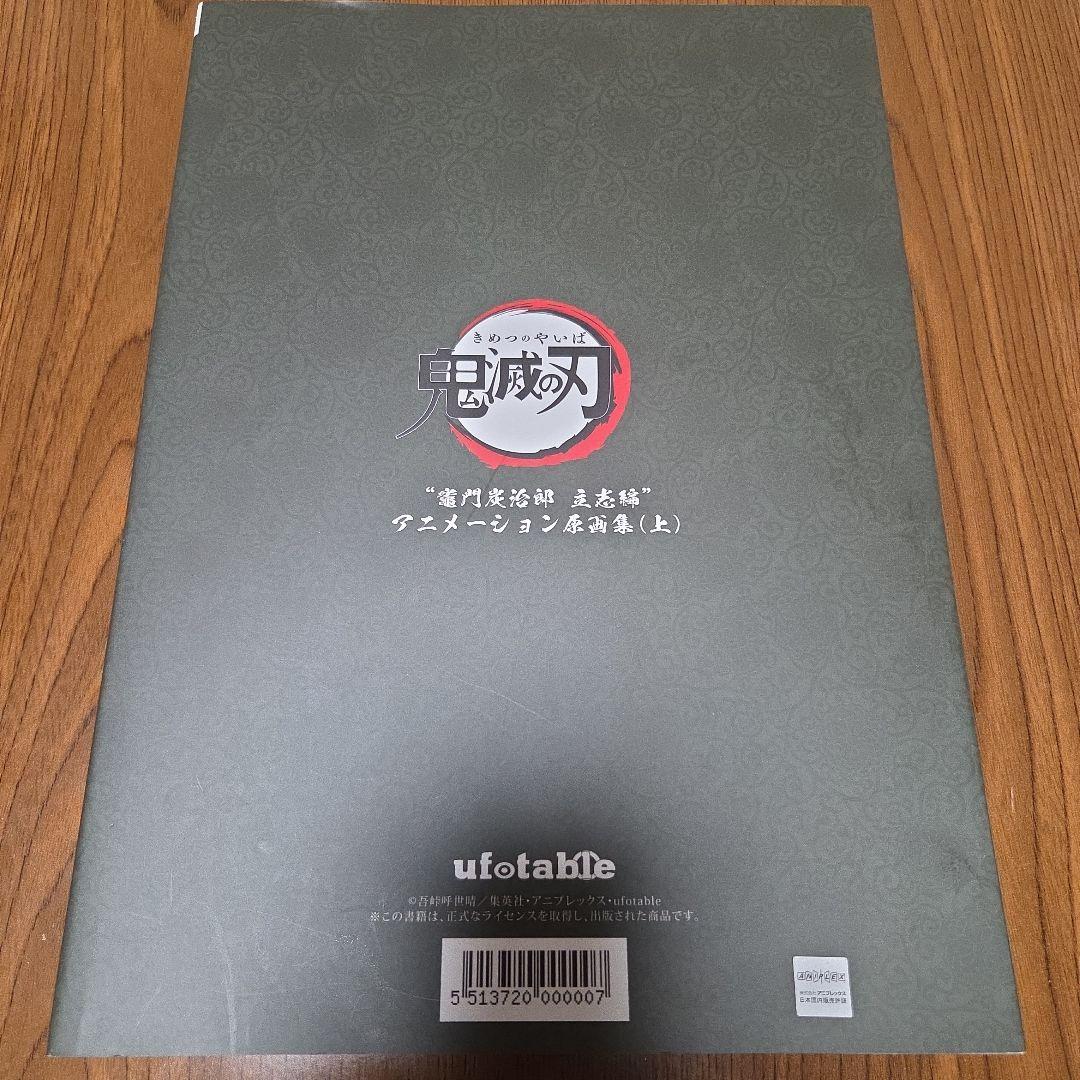 きめつのやいば
鬼滅の刃
“竈門炭治郎 立志編”
アニメーション原画集(上)
ufotable
©吾峠呼世晴/集英社・アニプレックス・ufotable
※この書籍は、正式なライセンスを取得し、出版された商品です。
5 513720 000007
ANIPLEX
株式会社 アニプレックス
日本国内販売許諾